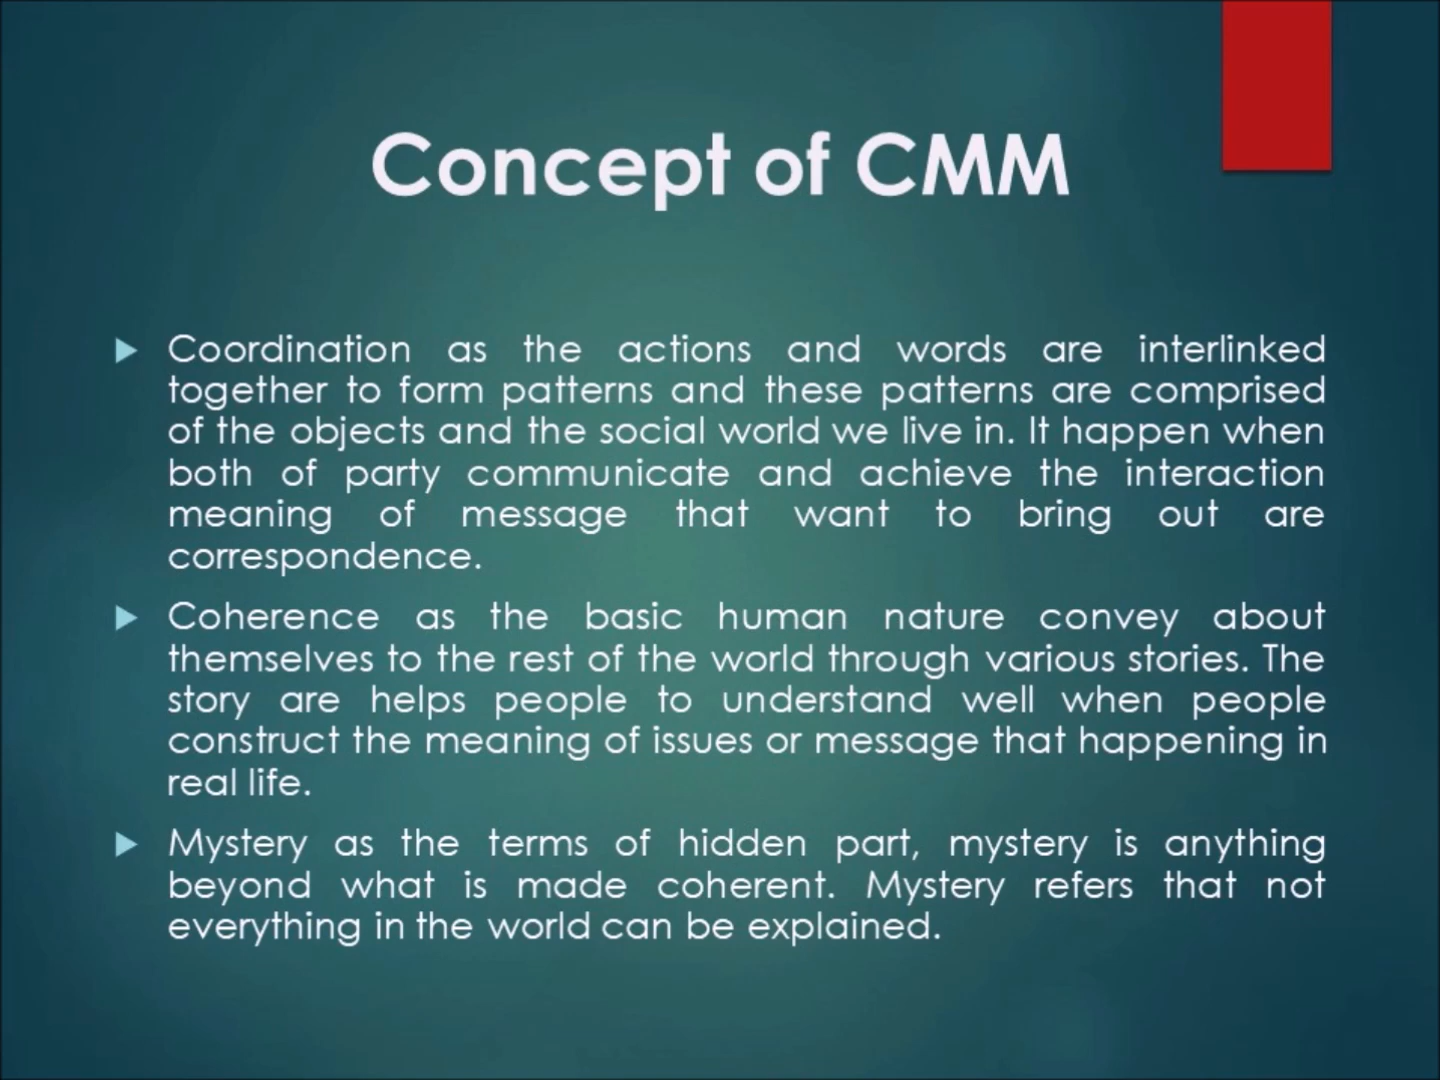 Concept of CMM
Coordination as the actions and words are interlinked
together to form patterns and these patterns are comprised
of the objects and the social world we live in. It happen when
both of party communicate and achieve the interaction
meaning of message that want to bring out are
correspondence.
Coherence as the basic human nature convey about
themselves to the rest of the world through various stories. The
story are helps people to understand well when people
construct the meaning of issues or message that happening in
real life.
Mystery as the terms of hidden part, mystery is anything
beyond what is made coherent. Mystery refers that not
everything in the world can be explained.